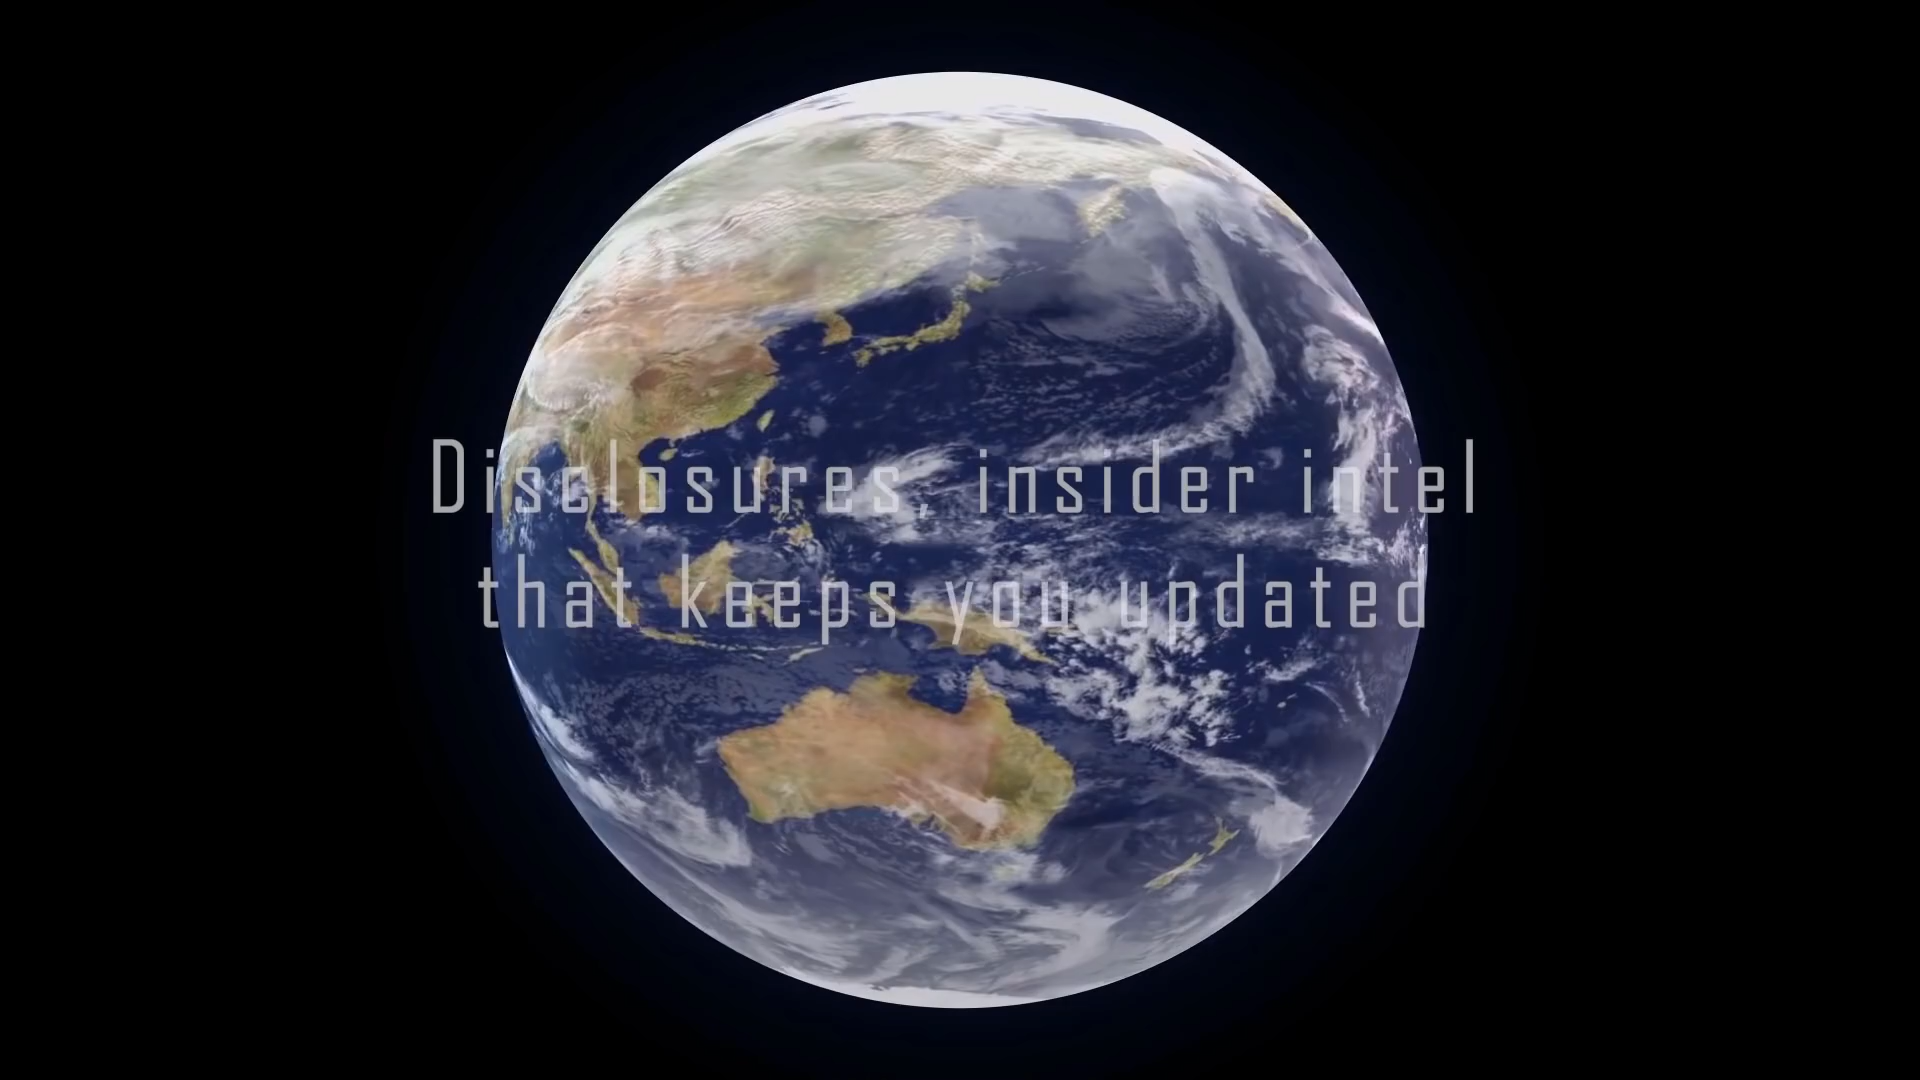 Disclosures, insider intel
that keeps you updated